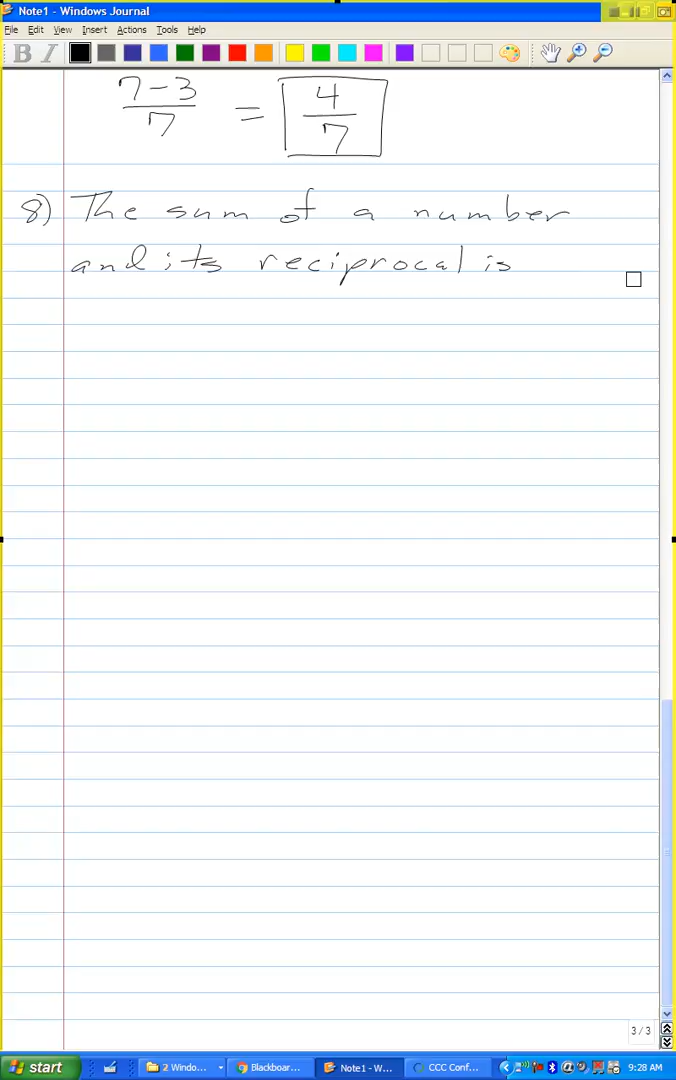 Note1 - Windows Journal
File Edit View Insert Actions Tools Help
B I
7-3
7
=
4
7
8) The sum of a number
and its reciprocal is
3 / 3
start 2 Windo... Blackboar... Note1 - W... CCC Conf... 9:28 AM